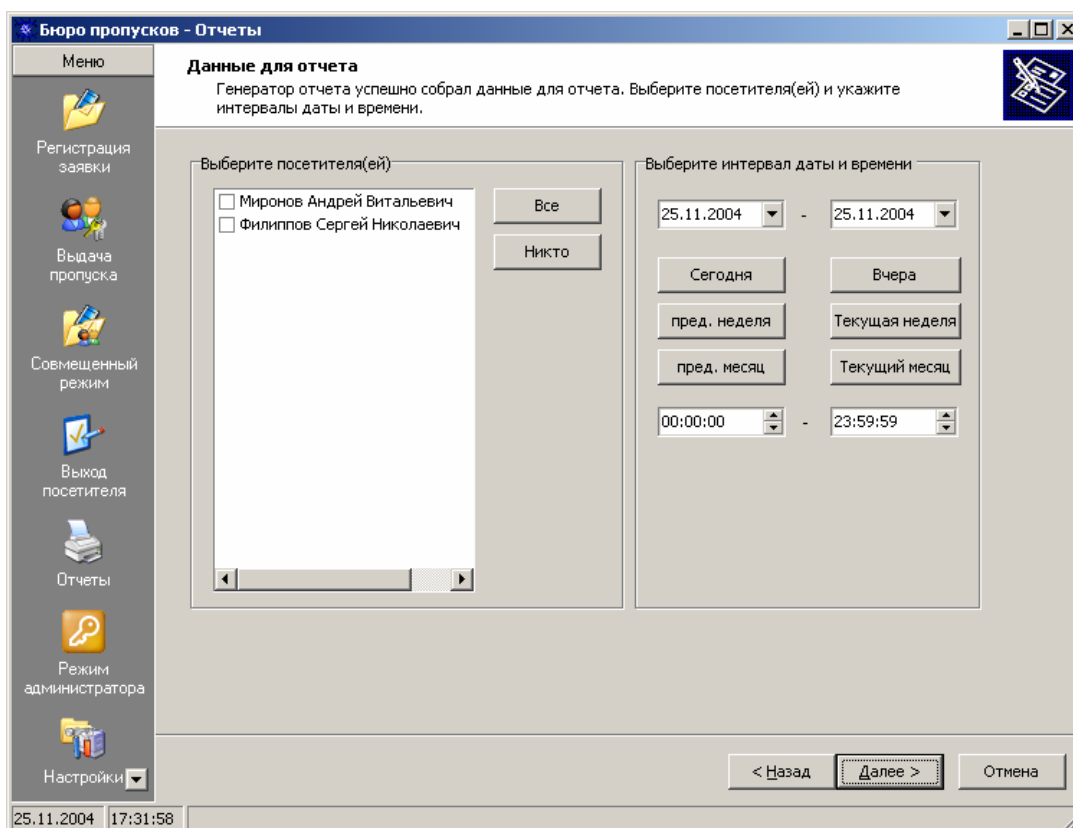 Бюро пропусков - Отчеты
Меню
Регистрация
заявки
Выдача
пропуска
Совмещенный
режим
Выход
посетителя
Отчеты
Режим
администратора
Настройки
Данные для отчета
Генератор отчета успешно собрал данные для отчета. Выберите посетителя(ей) и укажите
интервалы даты и времени.
Выберите посетителя(ей)
Миронов Андрей Витальевич
Филиппов Сергей Николаевич
Все
Никто
Выберите интервал даты и времени
25.11.2004 - 25.11.2004
Сегодня Вчера
пред. неделя Текущая неделя
пред. месяц Текущий месяц
00:00:00 - 23:59:59
< Назад Далее > Отмена
25.11.2004 17:31:58